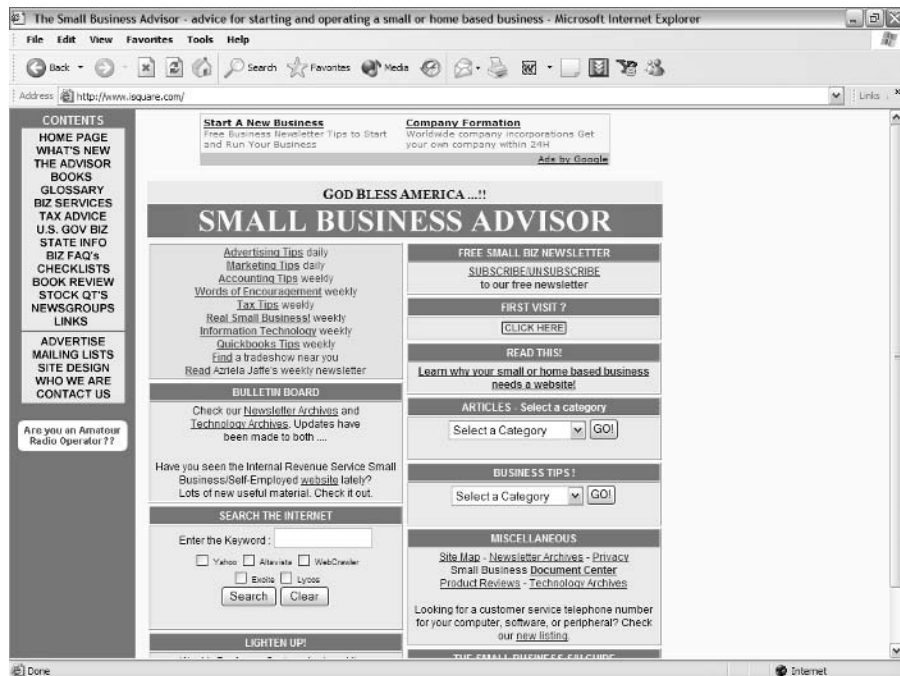 The Small Business Advisor - advice for starting and operating a small or home based business - Microsoft Internet Explorer
File Edit View Favorites Tools Help
Back Search Favorites Media
Address http://www.isquare.com/ Links
CONTENTS
HOME PAGE
WHAT'S NEW
THE ADVISOR
BOOKS
GLOSSARY
BIZ SERVICES
TAX ADVICE
U.S. GOV BIZ
STATE INFO
BIZ FAQ's
CHECKLISTS
BOOK REVIEW
STOCK QT'S
NEWSGROUPS
LINKS
ADVERTISE
MAILING LISTS
SITE DESIGN
WHO WE ARE
CONTACT US
Are you an Amateur
Radio Operator??
Start A New Business
Free Business Newsletter Tips to Start
and Run Your Business
Company Formation
Worldwide company incorporations Get
your own company within 24H
Ads by Google
GOD BLESS AMERICA ...!!
SMALL BUSINESS ADVISOR
Advertising Tips daily
Marketing Tips daily
Accounting Tips weekly
Words of Encouragement weekly
Tax Tips weekly
Real Small Business! weekly
Information Technology weekly
Quickbooks Tips weekly
Find a tradeshow near you
Read Azriela Jaffe's weekly newsletter
BULLETIN BOARD
Check our Newsletter Archives and
Technology Archives. Updates have
been made to both ....
Have you seen the Internal Revenue Service Small
Business/Self-Employed website lately?
Lots of new useful material. Check it out.
SEARCH THE INTERNET
Enter the Keyword :
Yahoo Altavista WebCrawler
Excite Lycos
Search Clear
LIGHTEN UP!
FREE SMALL BIZ NEWSLETTER
SUBSCRIBE/UNSUBSCRIBE
to our free newsletter
FIRST VISIT ?
CLICK HERE
READ THIS!
Learn why your small or home based business
needs a website!
ARTICLES - Select a category
Select a Category GO!
BUSINESS TIPS !
Select a Category GO!
MISCELLANEOUS
Site Map - Newsletter Archives - Privacy
Small Business Document Center
Product Reviews - Technology Archives
Looking for a customer service telephone number
for your computer, software, or peripheral? Check
our new listing.
THE SMALL BUSINESS
Done Internet